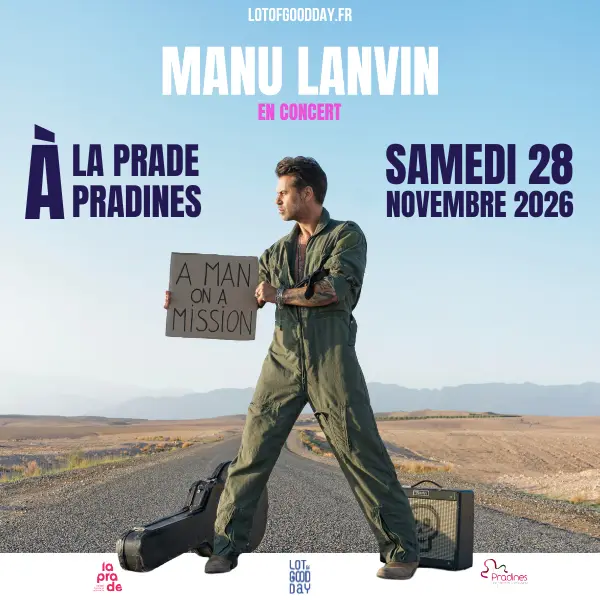 LOTOFGOODDAY.FR
MANU LANVIN
EN CONCERT
À LA PRADE
PRADINES
SAMEDI 28
NOVEMBRE 2026
A MAN
ON A
MISSION
la
pra
de
LOT OF
GOOD
DAY
Pradines